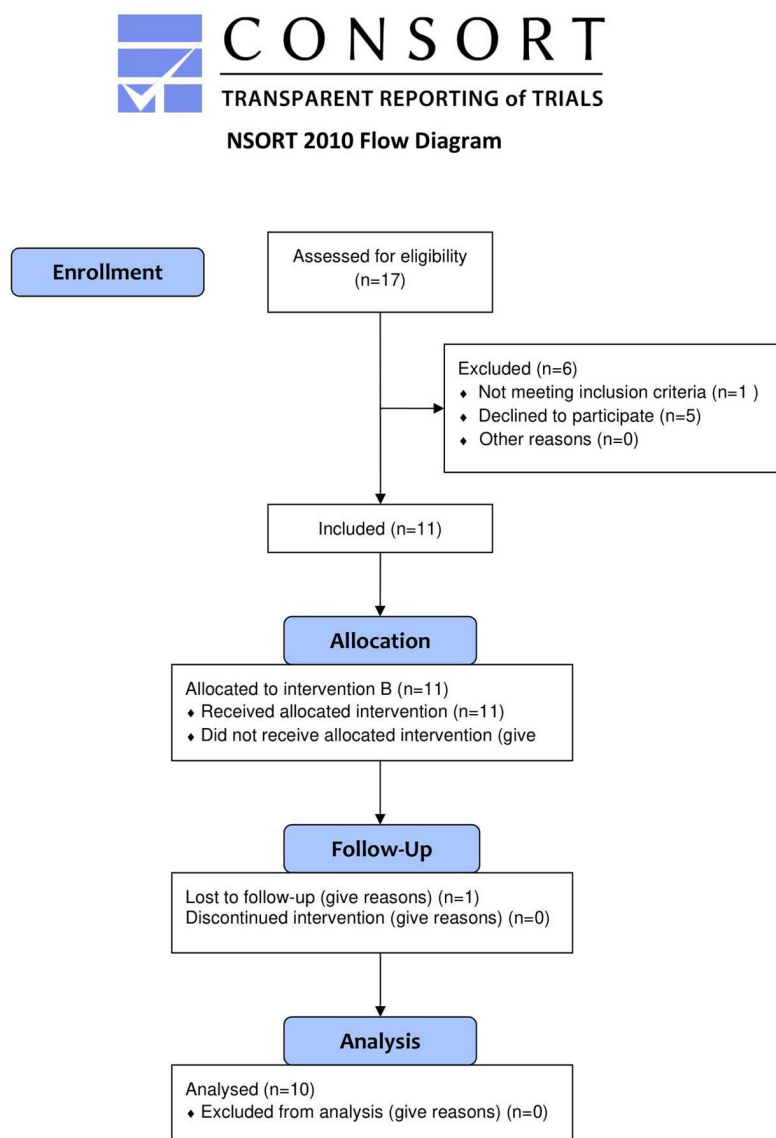 CONSORT
TRANSPARENT REPORTING of TRIALS
NSORT 2010 Flow Diagram
Enrollment
Assessed for eligibility
(n=17)
Excluded (n=6)
♦ Not meeting inclusion criteria (n=1 )
♦ Declined to participate (n=5)
♦ Other reasons (n=0)
Included (n=11)
Allocation
Allocated to intervention B (n=11)
♦ Received allocated intervention (n=11)
♦ Did not receive allocated intervention (give
Follow-Up
Lost to follow-up (give reasons) (n=1)
Discontinued intervention (give reasons) (n=0)
Analysis
Analysed (n=10)
♦ Excluded from analysis (give reasons) (n=0)